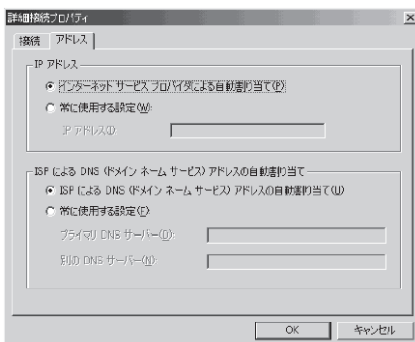 詳細接続プロパティ
接続 アドレス
IP アドレス
インターネット サービス プロバイダによる自動割り当て(P)
常に使用する設定(W):
IP アドレス(I):
ISP による DNS (ドメイン ネーム サービス) アドレスの自動割り当て
ISP による DNS (ドメイン ネーム サービス) アドレスの自動割り当て(U)
常に使用する設定(F):
プライマリ DNS サーバー(D):
別の DNS サーバー(N):
OK キャンセル